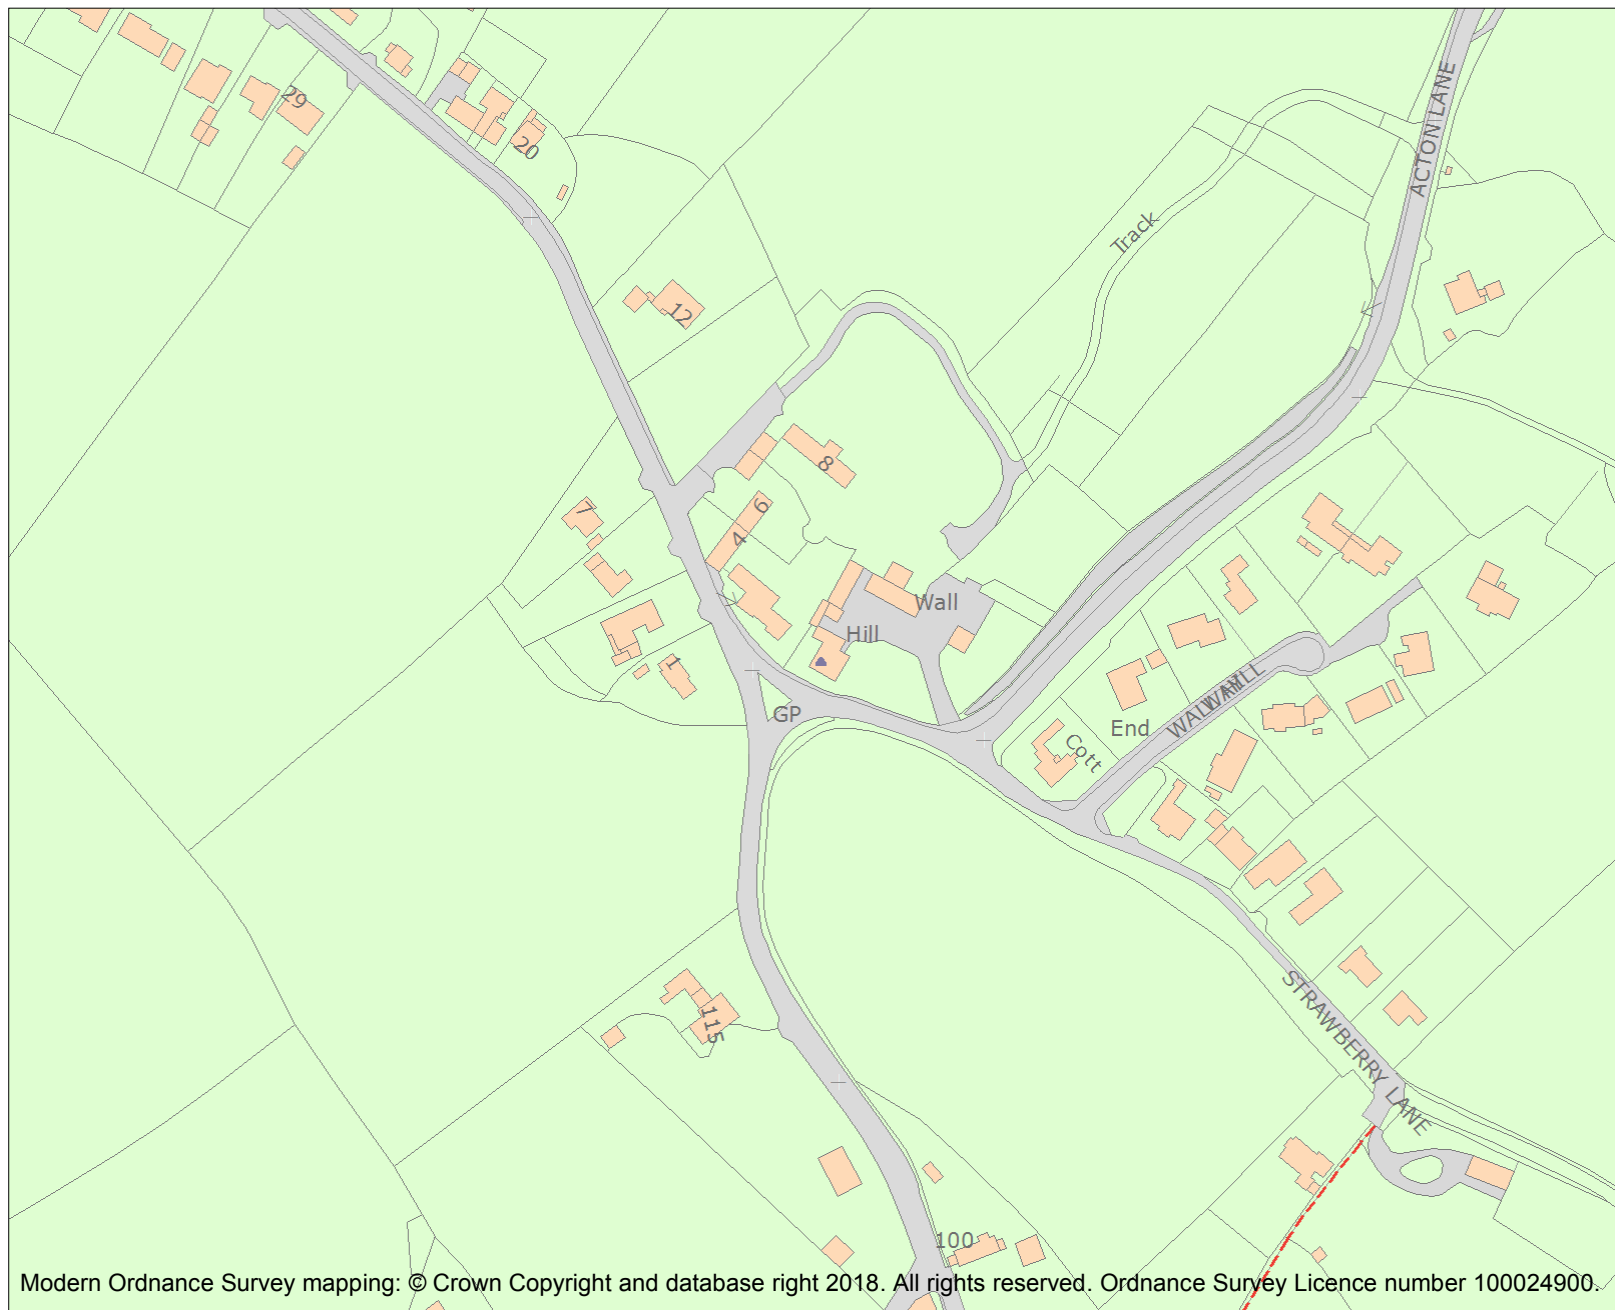 29
20
ACTON LANE
Track
12
8
6
4
7
Wall
Hill
1
GP
WALL HILL
End
Cott
STRAWBERRY LANE
115
100
Modern Ordnance Survey mapping: © Crown Copyright and database right 2018. All rights reserved. Ordnance Survey Licence number 100024900.